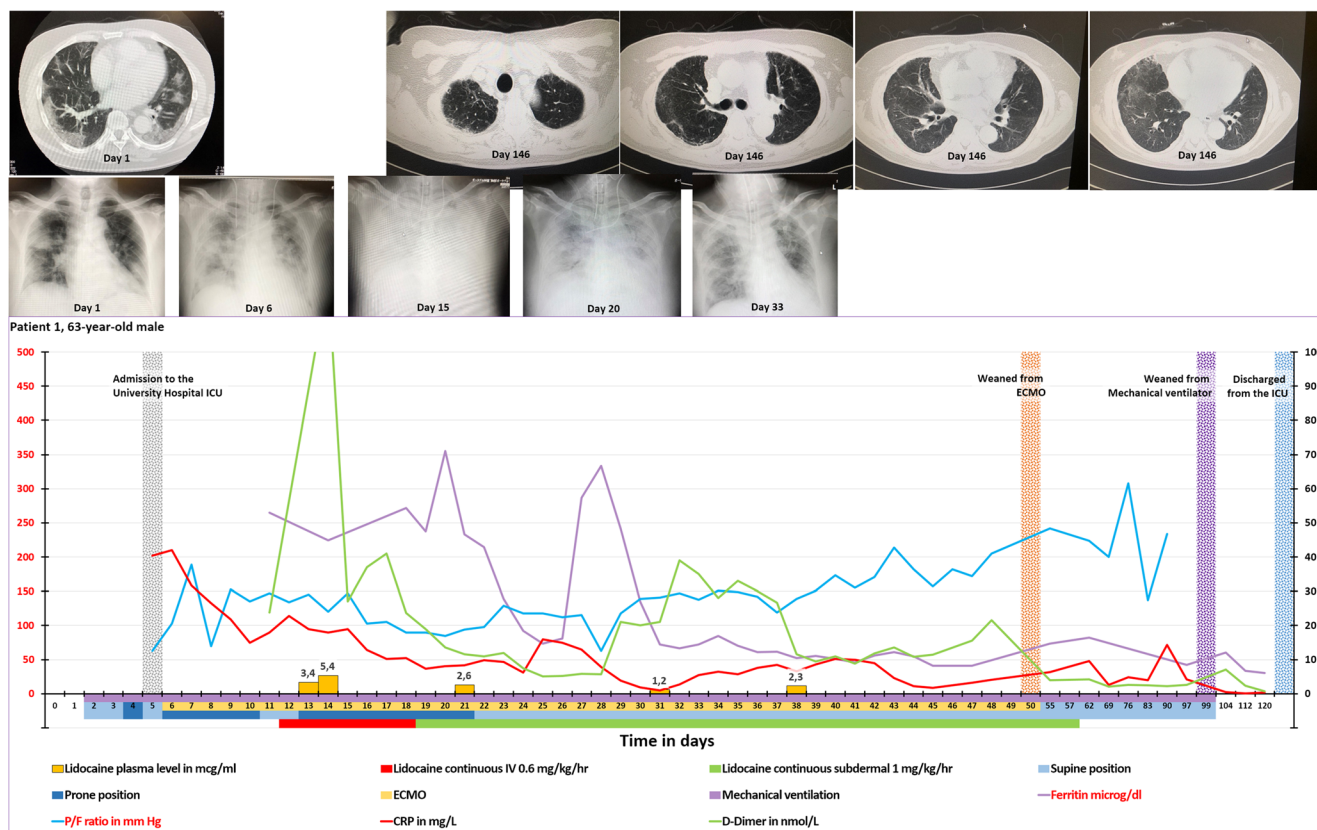 Day 1
Day 146
Day 146
Day 146
Day 146
Day 1
Day 6
Day 15
Day 20
Day 33
Patient 1, 63-year-old male
500
450
400
350
300
250
200
150
100
50
0
Admission to the
University Hospital ICU
Weaned from
ECMO
Weaned from
Mechanical ventilator
Discharged
from the ICU
3,4
5,4
2,6
1,2
2,3
100
90
80
70
60
50
40
30
20
10
0
0 1 2 3 4 5 6 7 8 9 10 11 12 13 14 15 16 17 18 19 20 21 22 23 24 25 26 27 28 29 30 31 32 33 34 35 36 37 38 39 40 41 42 43 44 45 46 47 48 49 50 55 57 62 69 76 83 90 97 99 104 112 120
Time in days
Lidocaine plasma level in mcg/ml
Lidocaine continuous IV 0.6 mg/kg/hr
Lidocaine continuous subdermal 1 mg/kg/hr
Supine position
Prone position
ECMO
Mechanical ventilation
Ferritin microg/dl
P/F ratio in mm Hg
CRP in mg/L
D-Dimer in nmol/L